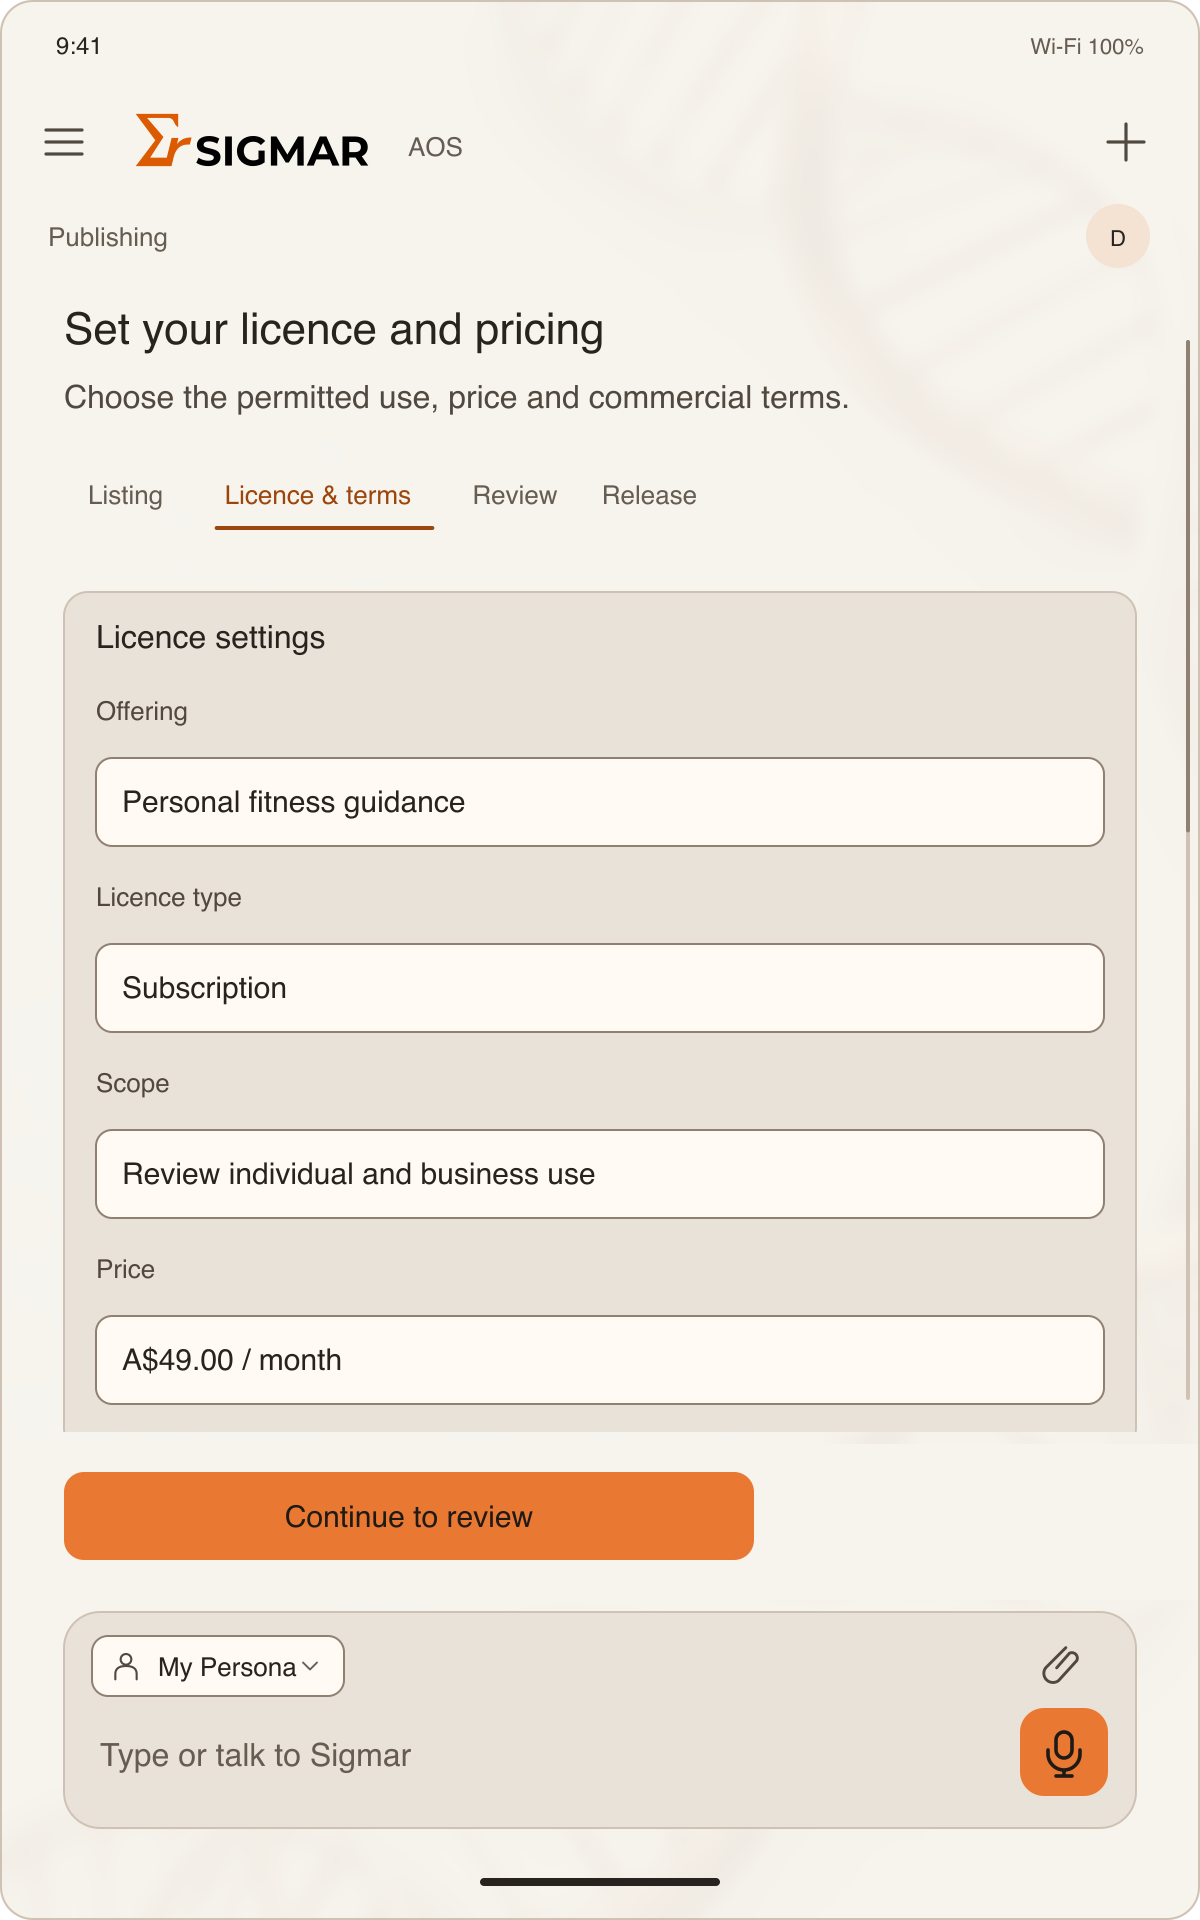 9:41
Wi-Fi 100%
Σr SIGMAR AOS
Publishing
D
Set your licence and pricing
Choose the permitted use, price and commercial terms.
Listing Licence & terms Review Release
Licence settings
Offering
Personal fitness guidance
Licence type
Subscription
Scope
Review individual and business use
Price
A$49.00 / month
Continue to review
My Persona
Type or talk to Sigmar